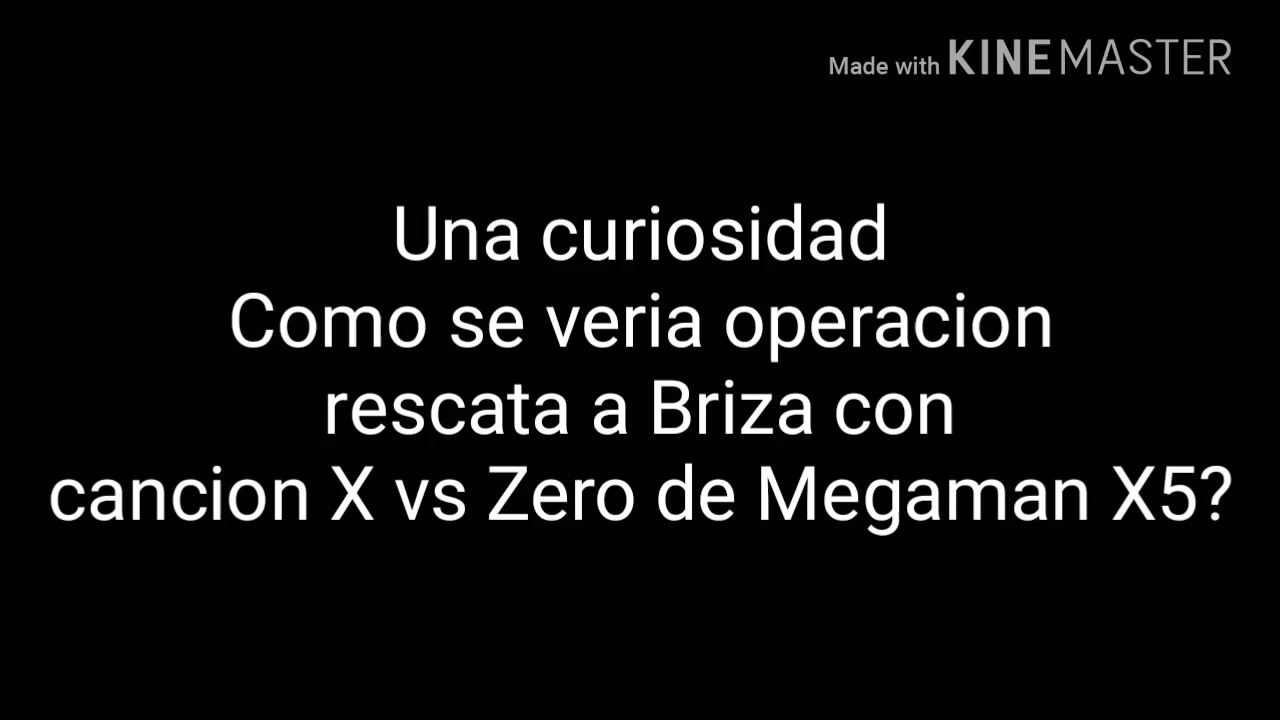 Made with KINEMASTER
Una curiosidad
Como se veria operacion
rescata a Briza con
cancion X vs Zero de Megaman X5?